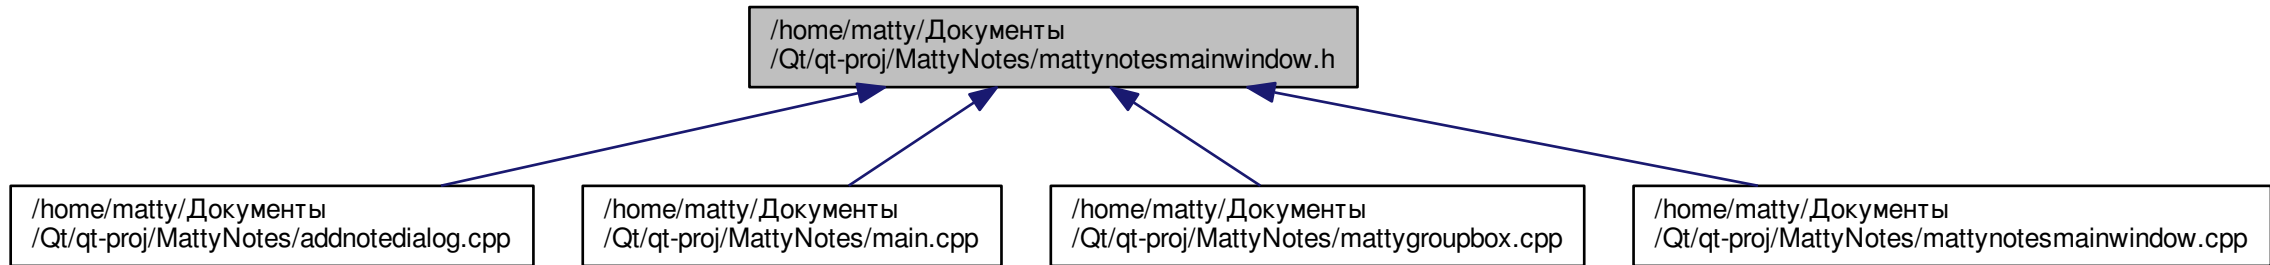 /home/matty/Документы
/Qt/qt-proj/MattyNotes/mattynotesmainwindow.h
/home/matty/Документы
/Qt/qt-proj/MattyNotes/addnotedialog.cpp
/home/matty/Документы
/Qt/qt-proj/MattyNotes/main.cpp
/home/matty/Документы
/Qt/qt-proj/MattyNotes/mattygroupbox.cpp
/home/matty/Документы
/Qt/qt-proj/MattyNotes/mattynotesmainwindow.cpp